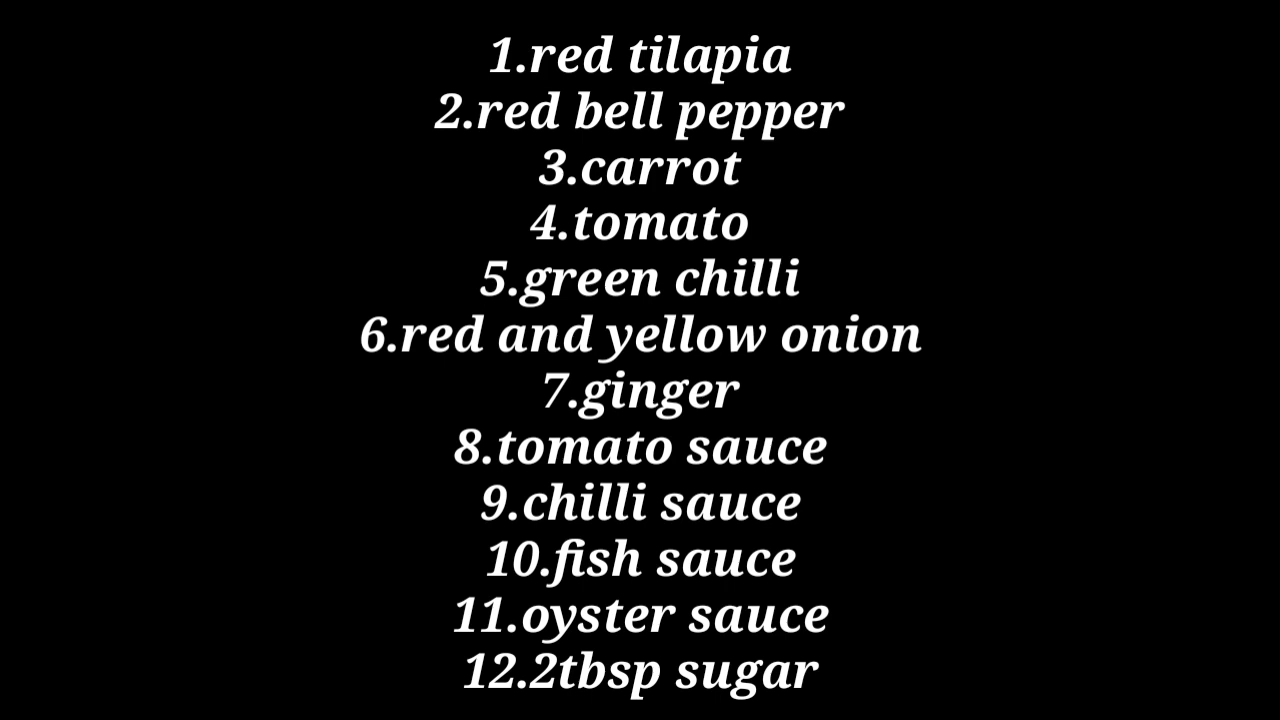 1.red tilapia
2.red bell pepper
3.carrot
4.tomato
5.green chilli
6.red and yellow onion
7.ginger
8.tomato sauce
9.chilli sauce
10.fish sauce
11.oyster sauce
12.2tbsp sugar